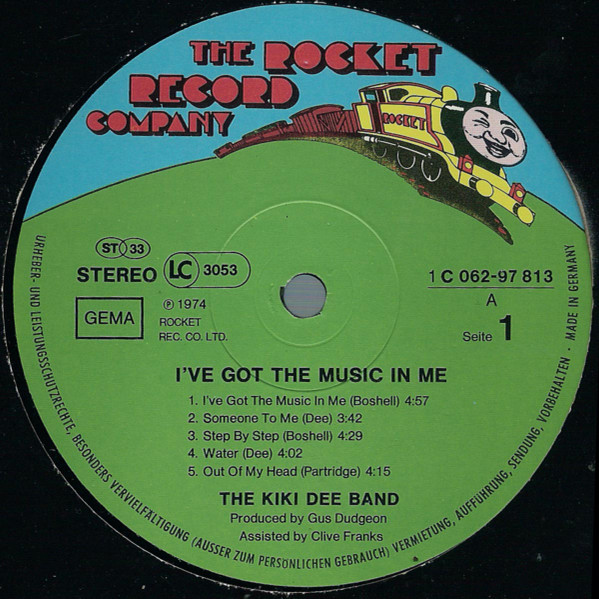 THE ROCKET
RECORD
COMPANY
ROCKET
ST 33
STEREO LC 3053
GEMA
℗ 1974
ROCKET
REC. CO. LTD.
1 C 062-97 813
A
Seite 1
I'VE GOT THE MUSIC IN ME
1. I've Got The Music In Me (Boshell) 4:57
2. Someone To Me (Dee) 3:42
3. Step By Step (Boshell) 4:29
4. Water (Dee) 4:02
5. Out Of My Head (Partridge) 4:15
THE KIKI DEE BAND
Produced by Gus Dudgeon
Assisted by Clive Franks
URHEBER- UND LEISTUNGSSCHUTZRECHTE, BESONDERS VERVIELFÄLTIGUNG (AUSSER ZUM PERSÖNLICHEN GEBRAUCH) VERMIETUNG, AUFFÜHRUNG, SENDUNG, VORBEHALTEN · MADE IN GERMANY